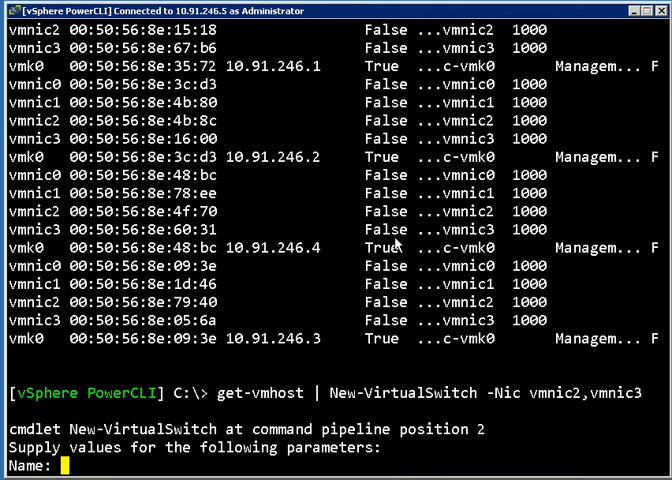 [vSphere PowerCLI] Connected to 10.91.246.5 as Administrator
vmnic2 00:50:56:8e:15:18 False ...vmnic2 1000
vmnic3 00:50:56:8e:67:b6 False ...vmnic3 1000
vmk0 00:50:56:8e:35:72 10.91.246.1 True ...c-vmk0 Managem... F
vmnic0 00:50:56:8e:3c:d3 False ...vmnic0 1000
vmnic1 00:50:56:8e:4b:80 False ...vmnic1 1000
vmnic2 00:50:56:8e:4b:8c False ...vmnic2 1000
vmnic3 00:50:56:8e:16:00 False ...vmnic3 1000
vmk0 00:50:56:8e:3c:d3 10.91.246.2 True ...c-vmk0 Managem... F
vmnic0 00:50:56:8e:48:bc False ...vmnic0 1000
vmnic1 00:50:56:8e:78:ee False ...vmnic1 1000
vmnic2 00:50:56:8e:4f:70 False ...vmnic2 1000
vmnic3 00:50:56:8e:60:31 False ...vmnic3 1000
vmk0 00:50:56:8e:48:bc 10.91.246.4 True ...c-vmk0 Managem... F
vmnic0 00:50:56:8e:09:3e False ...vmnic0 1000
vmnic1 00:50:56:8e:1d:46 False ...vmnic1 1000
vmnic2 00:50:56:8e:79:40 False ...vmnic2 1000
vmnic3 00:50:56:8e:05:6a False ...vmnic3 1000
vmk0 00:50:56:8e:09:3e 10.91.246.3 True ...c-vmk0 Managem... F
[vSphere PowerCLI] C:\> get-vmhost | New-VirtualSwitch -Nic vmnic2,vmnic3
cmdlet New-VirtualSwitch at command pipeline position 2
Supply values for the following parameters:
Name: